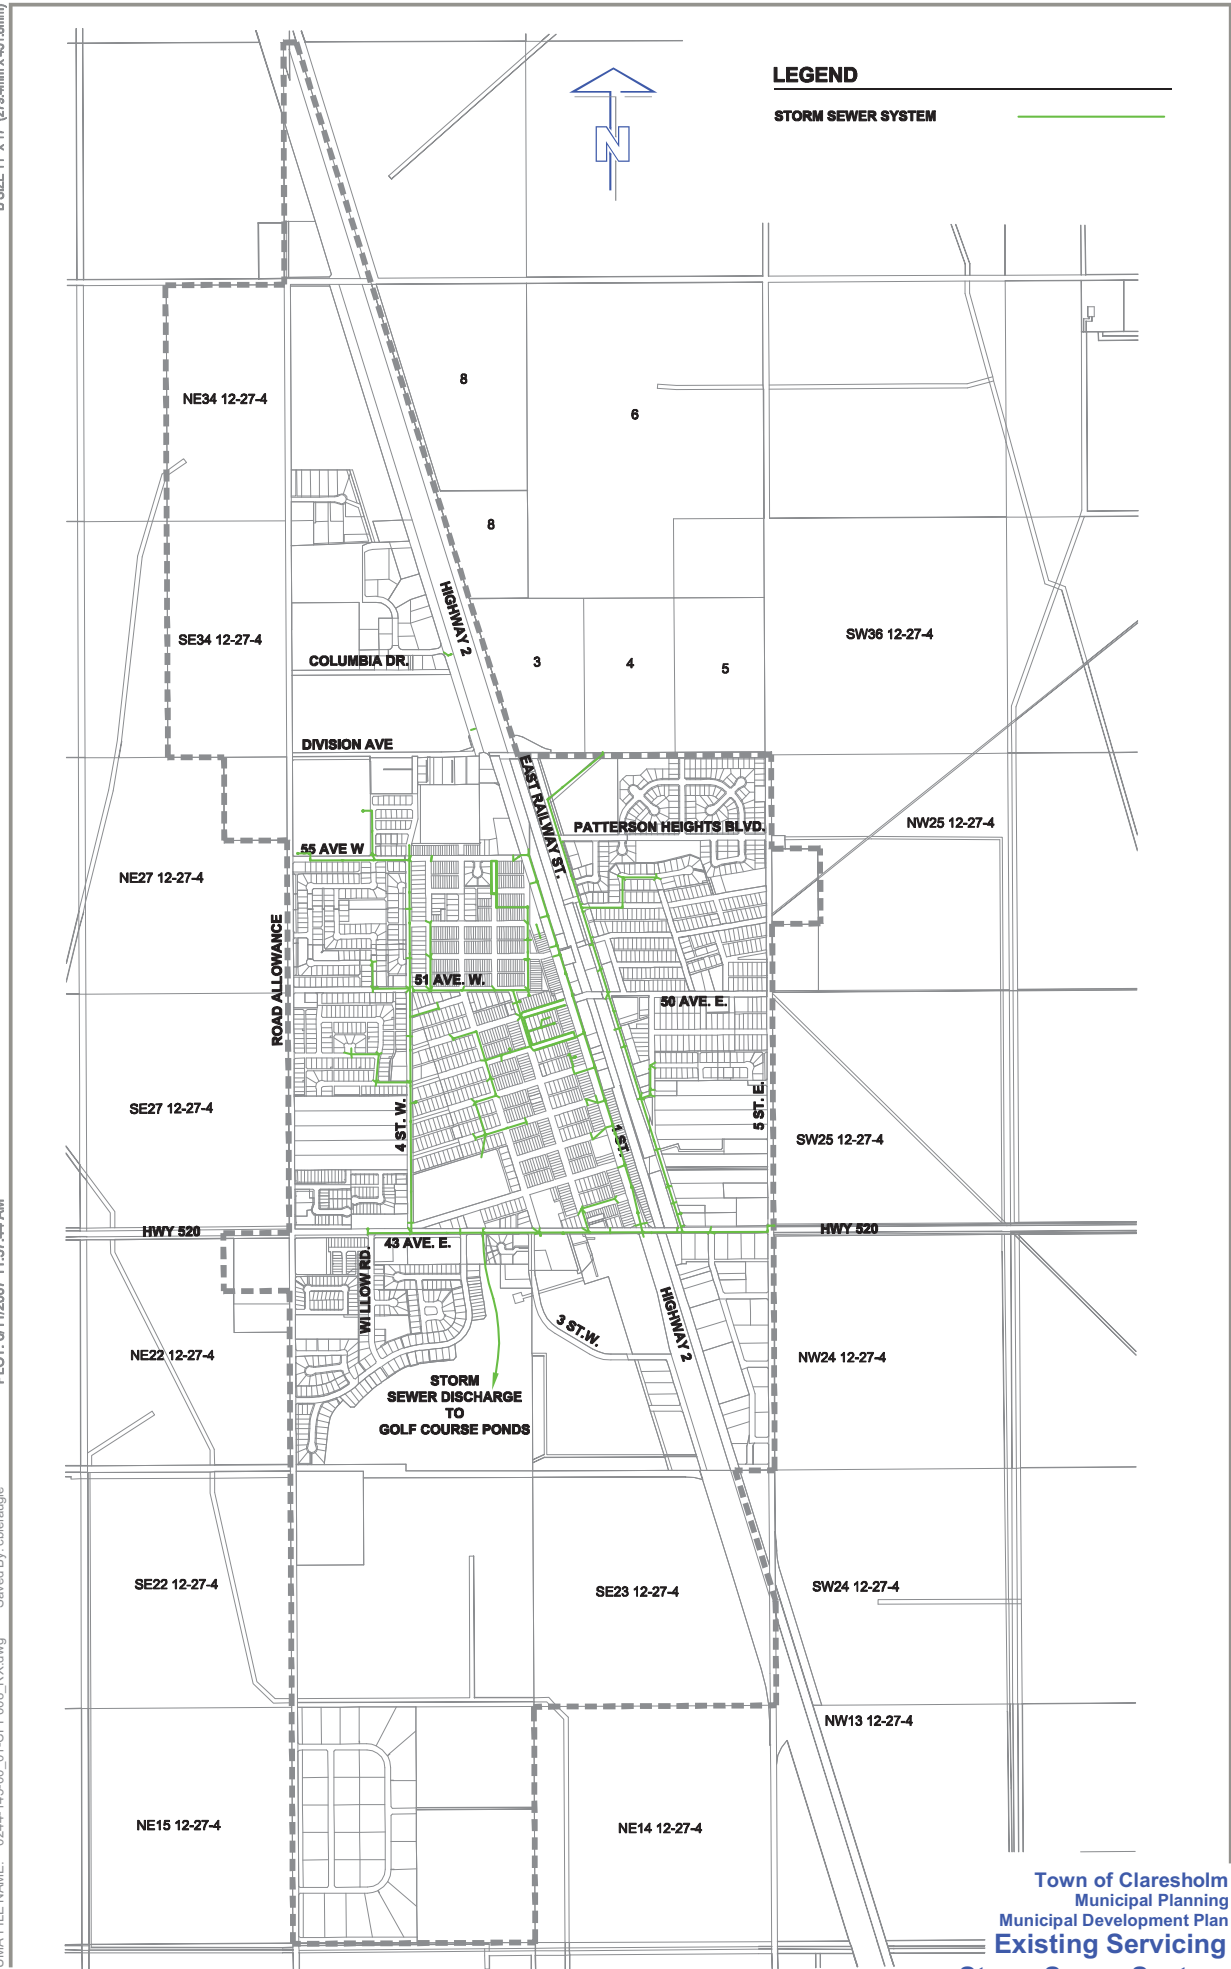 LEGEND
STORM SEWER SYSTEM
N
8
NE34 12-27-4
6
8
HIGHWAY 2
SE34 12-27-4
SW36 12-27-4
COLUMBIA DR.
3
4
5
DIVISION AVE
EAST RAILWAY ST.
PATTERSON HEIGHTS BLVD.
NW25 12-27-4
55 AVE W
NE27 12-27-4
ROAD ALLOWANCE
51 AVE. W.
50 AVE. E.
SE27 12-27-4
4 ST. W.
1 ST.
5 ST. E.
SW25 12-27-4
HWY 520
HWY 520
43 AVE. E.
WILLLOW RD.
3 ST.W.
HIGHWAY 2
NE22 12-27-4
NW24 12-27-4
STORM
SEWER DISCHARGE
TO
GOLF COURSE PONDS
SE22 12-27-4
SE23 12-27-4
SW24 12-27-4
NW13 12-27-4
NE15 12-27-4
NE14 12-27-4
Town of Claresholm
Municipal Planning
Municipal Development Plan
Existing Servicing